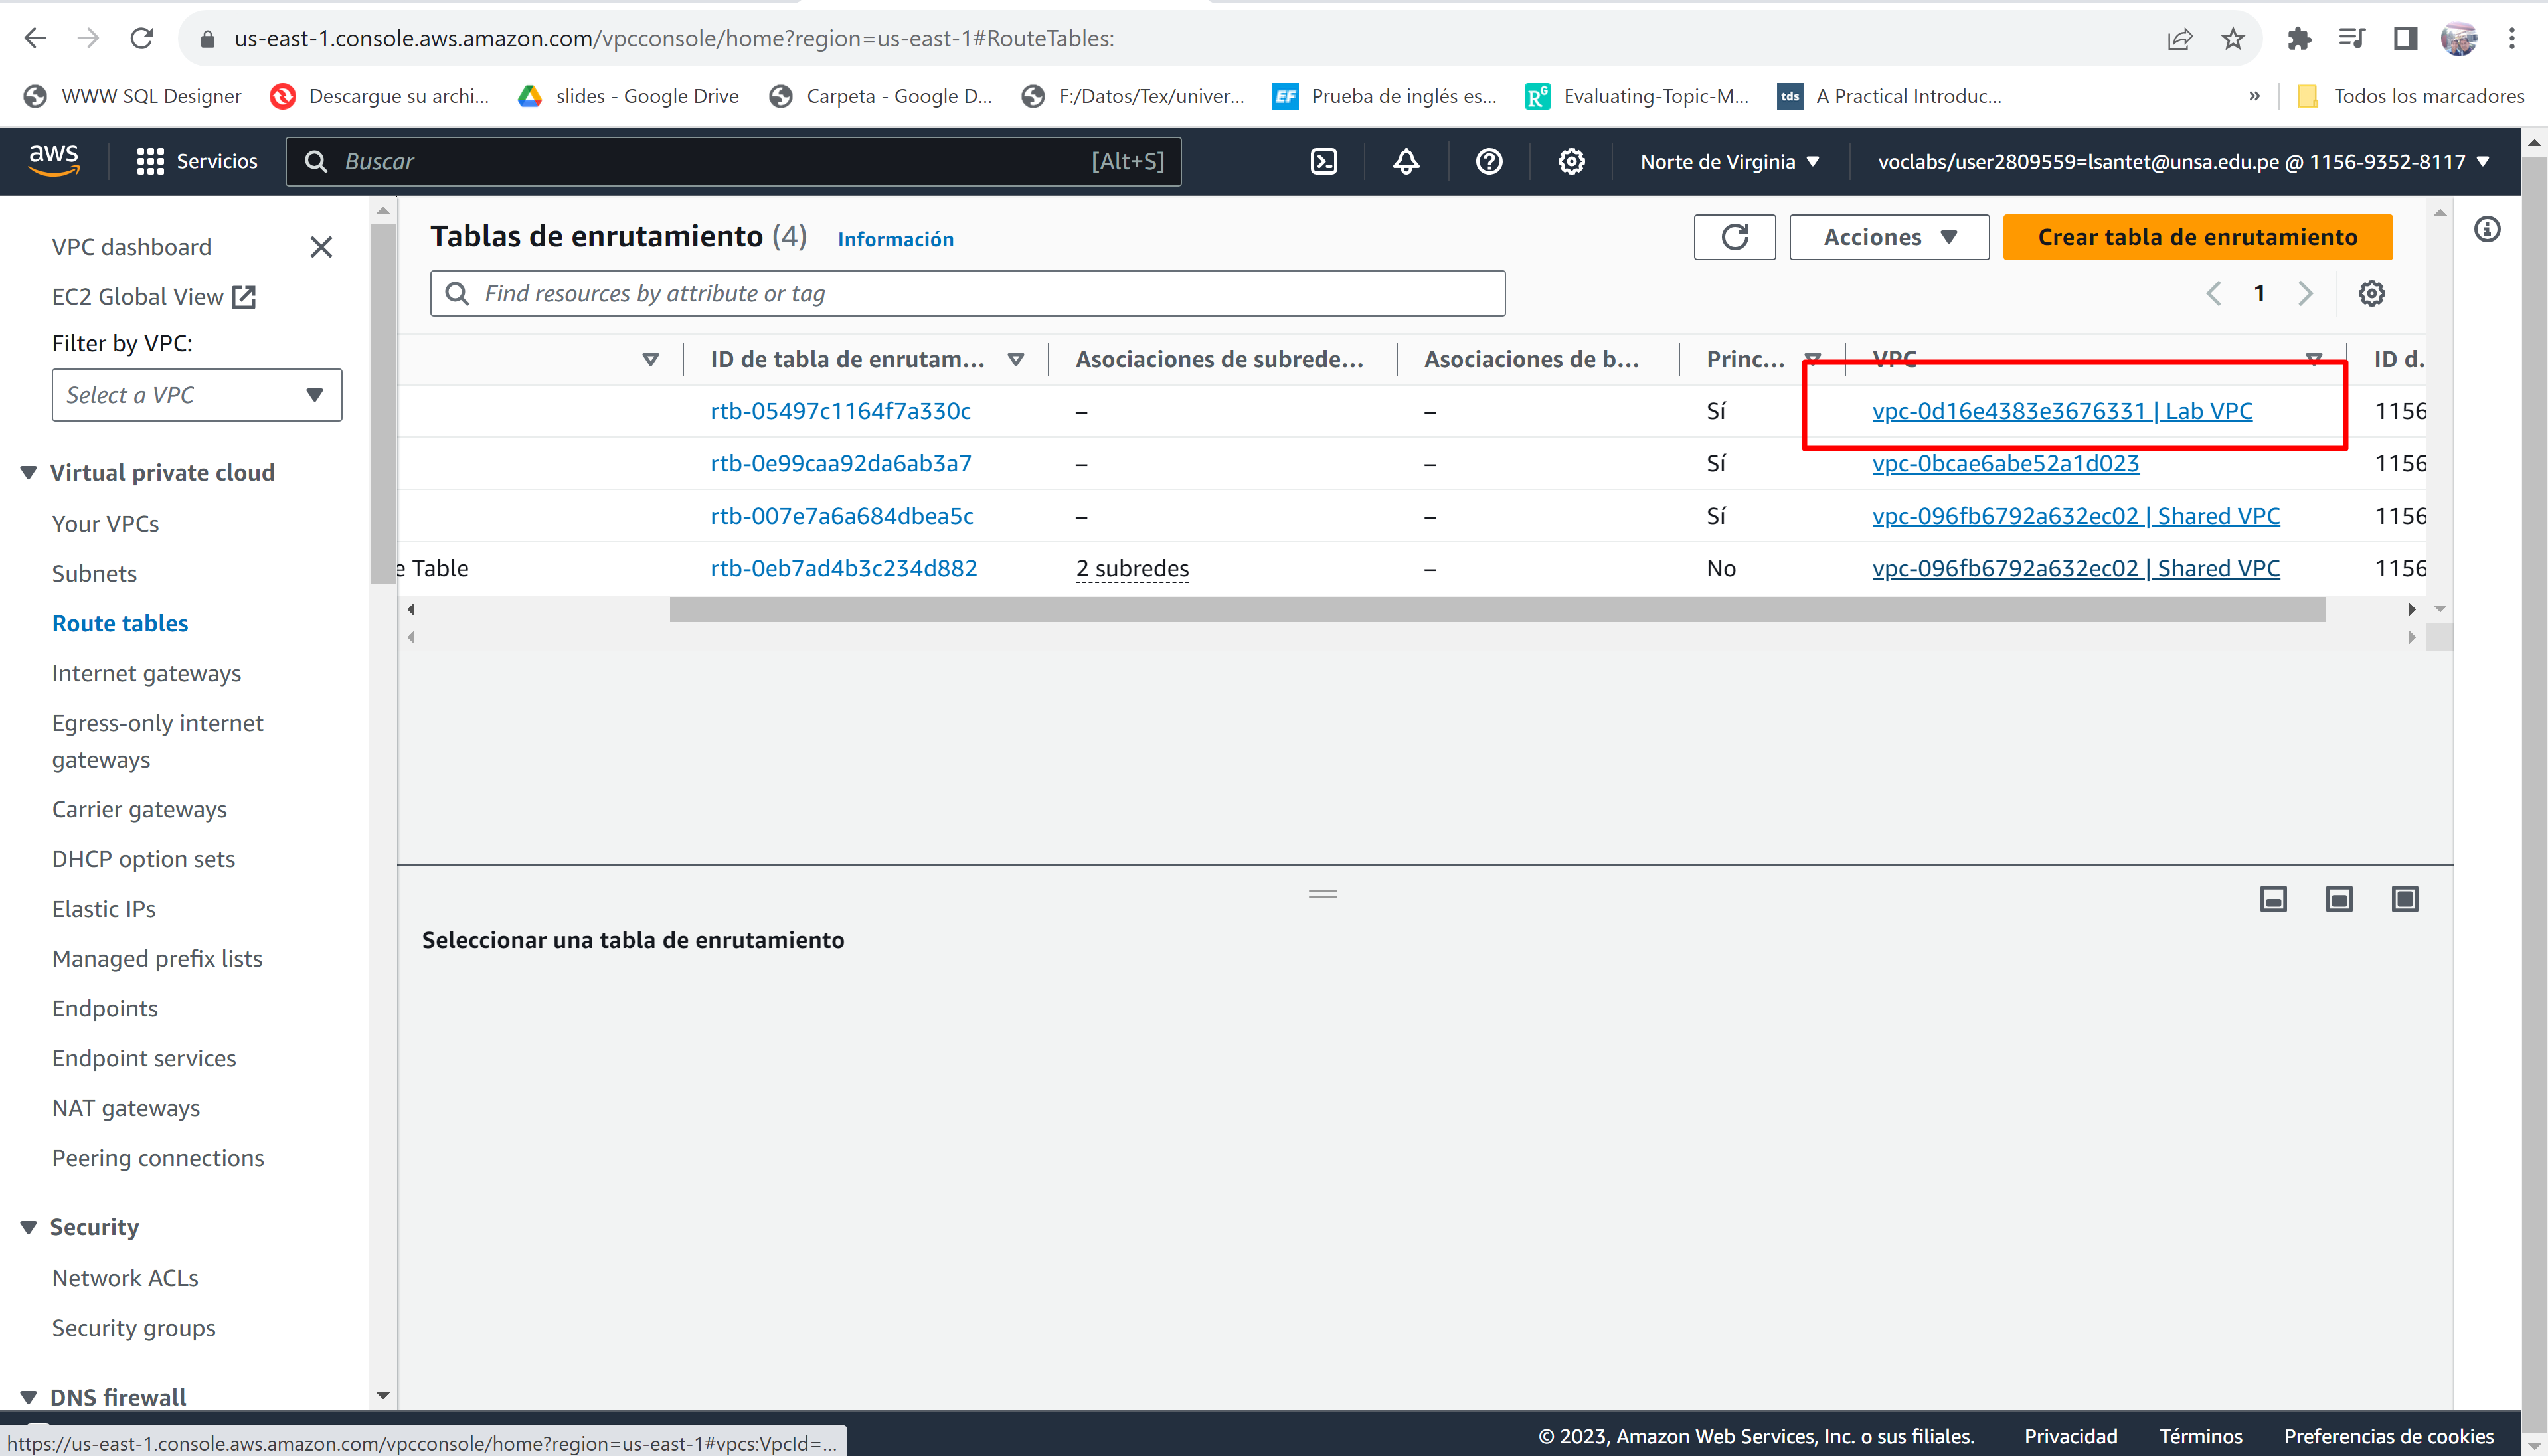 us-east-1.console.aws.amazon.com/vpcconsole/home?region=us-east-1#RouteTables:
WWW SQL Designer
Descargue su archi...
slides - Google Drive
Carpeta - Google D...
F:/Datos/Tex/univer...
EF Prueba de inglés es...
RG Evaluating-Topic-M...
tds A Practical Introduc...
» Todos los marcadores
aws Servicios Buscar [Alt+S] Norte de Virginia voclabs/user2809559=lsantet@unsa.edu.pe @ 1156-9352-8117
VPC dashboard
EC2 Global View
Filter by VPC:
Select a VPC
Virtual private cloud
Your VPCs
Subnets
Route tables
Internet gateways
Egress-only internet
gateways
Carrier gateways
DHCP option sets
Elastic IPs
Managed prefix lists
Endpoints
Endpoint services
NAT gateways
Peering connections
Security
Network ACLs
Security groups
DNS firewall
Tablas de enrutamiento (4) Información
Acciones
Crear tabla de enrutamiento
Find resources by attribute or tag
1
ID de tabla de enrutam... Asociaciones de subrede... Asociaciones de b... Princ... VPC ID d.
rtb-05497c1164f7a330c – – Sí vpc-0d16e4383e3676331 | Lab VPC 1156
rtb-0e99caa92da6ab3a7 – – Sí vpc-0bcae6abe52a1d023 1156
rtb-007e7a6a684dbea5c – – Sí vpc-096fb6792a632ec02 | Shared VPC 1156
e Table rtb-0eb7ad4b3c234d882 2 subredes – No vpc-096fb6792a632ec02 | Shared VPC 1156
Seleccionar una tabla de enrutamiento
https://us-east-1.console.aws.amazon.com/vpcconsole/home?region=us-east-1#vpcs:VpcId=...
© 2023, Amazon Web Services, Inc. o sus filiales. Privacidad Términos Preferencias de cookies